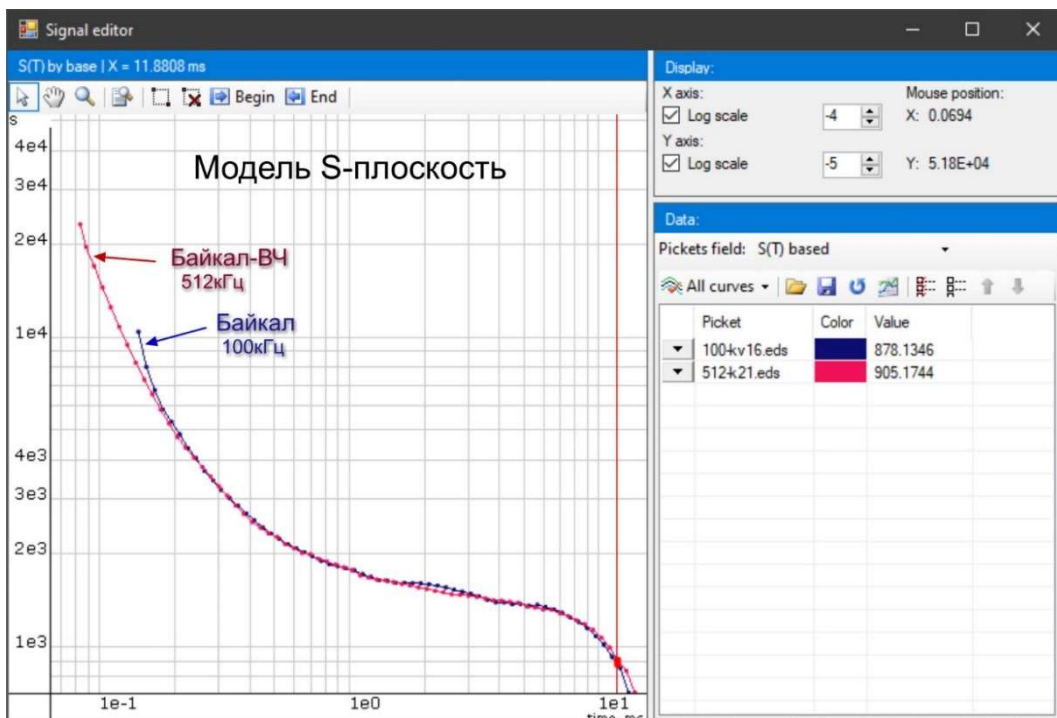 Signal editor
S(T) by base | X = 11.8808 ms
Begin End
s
4e4
3e4
2e4
1e4
4e3
3e3
2e3
1e3
1e-1 1e0 1e1
time, ms
Модель S-плоскость
Байкал-ВЧ
512кГц
Байкал
100кГц
Display:
X axis: Mouse position:
Log scale -4 X: 0.0694
Y axis:
Log scale -5 Y: 5.18E+04
Data:
Pickets field: S(T) based
All curves
Picket Color Value
100-kv16.eds 878.1346
512-k21.eds 905.1744